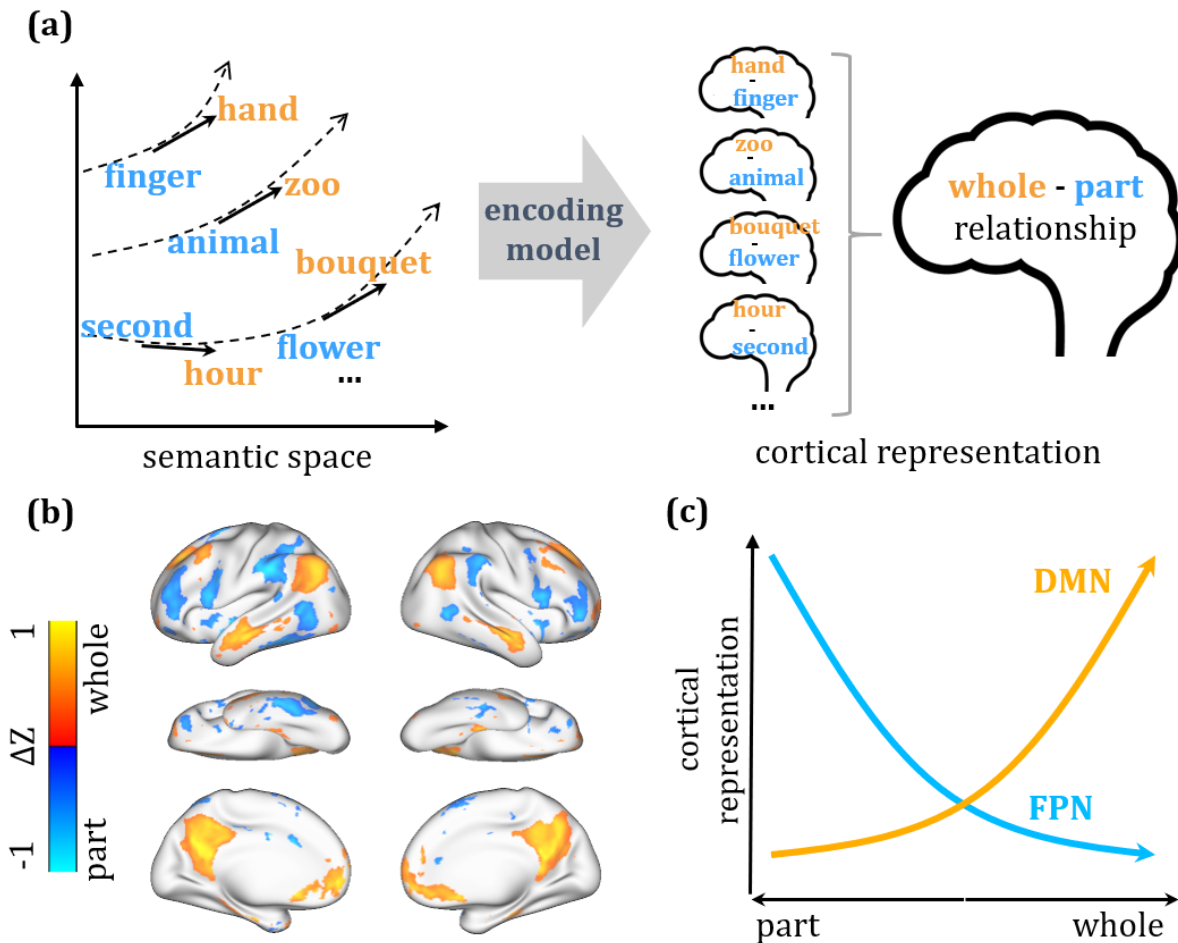 (a)
hand
finger
zoo
animal
bouquet
second
flower
hour
...
semantic space
encoding
model
hand
-
finger
zoo
-
animal
bouquet
-
flower
hour
-
second
...
whole - part
relationship
cortical representation
(b)
1
whole
ΔZ
-1
part
(c)
cortical
representation
DMN
FPN
part
whole